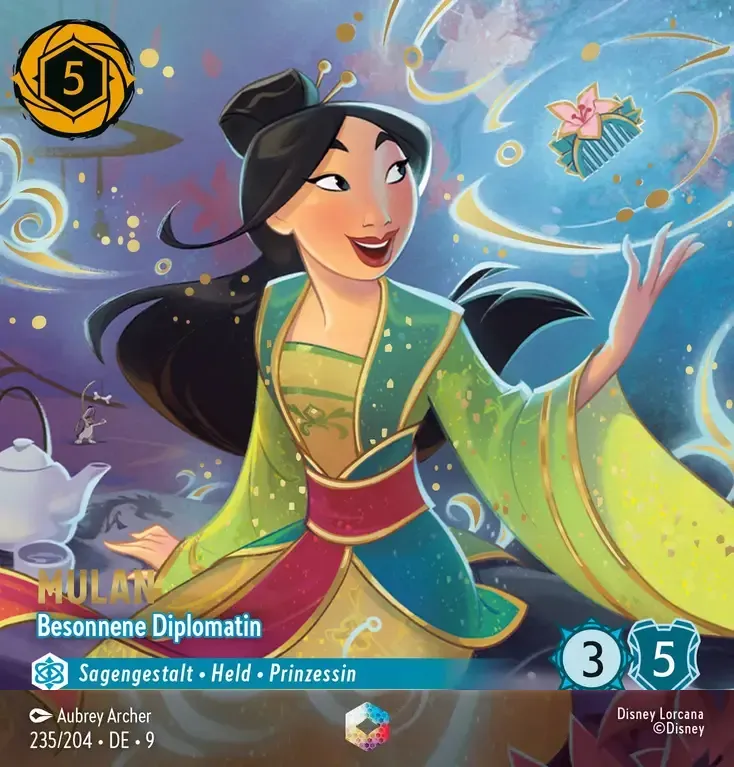 5
MULAN
Besonnene Diplomatin
Sagengestalt • Held • Prinzessin
3 5
Aubrey Archer
235/204 • DE • 9
Disney Lorcana
©Disney